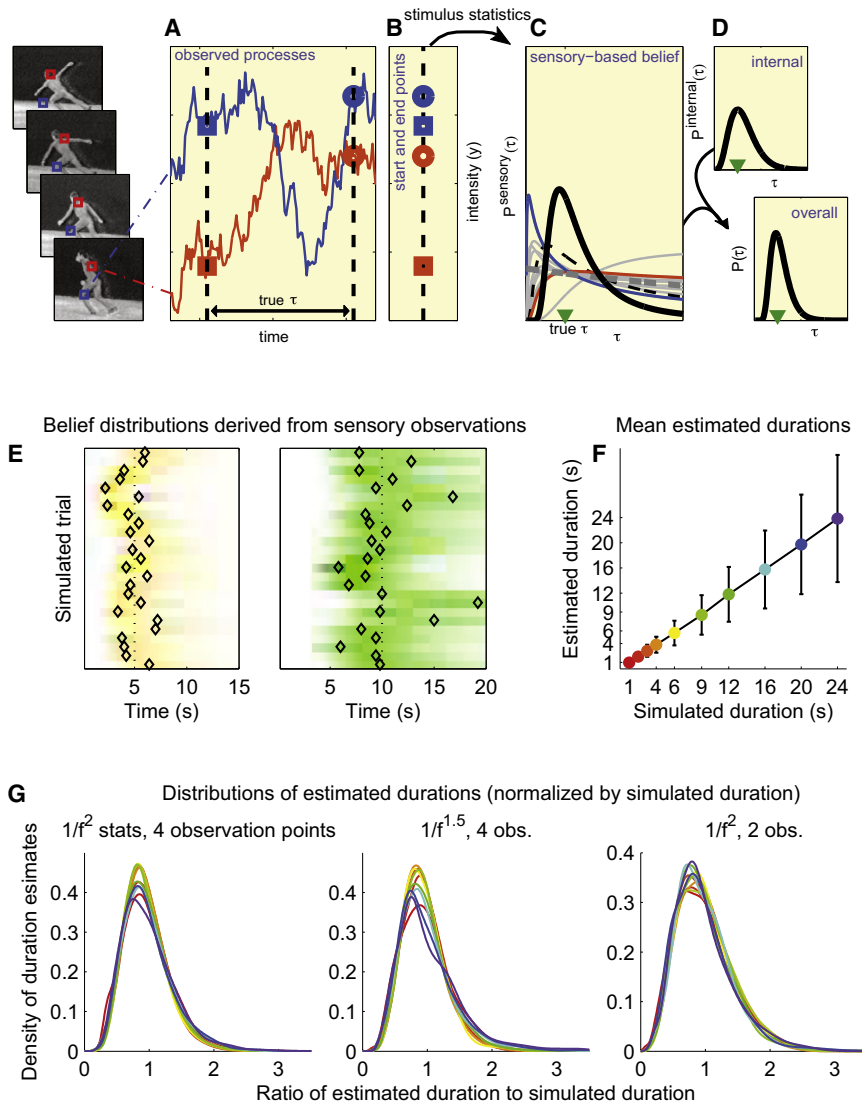 A
observed processes
true τ
time
B
start and end points
intensity (y)
stimulus statistics
C
sensory-based belief
P^sensory(τ)
true τ
τ
D
internal
P^internal(τ)
τ
overall
P(τ)
τ
Belief distributions derived from sensory observations
E
Simulated trial
5
10
15
Time (s)
5
10
15
20
Time (s)
Mean estimated durations
F
Estimated duration (s)
24
20
16
12
9
6
4
1
1
4
6
9
12
16
20
24
Simulated duration (s)
G
Distributions of estimated durations (normalized by simulated duration)
1/f^2 stats, 4 observation points
1/f^1.5, 4 obs.
1/f^2, 2 obs.
Density of duration esimates
0.4
0.3
0.2
0.1
0
1
2
3
0.4
0.3
0.2
0.1
0
1
2
3
0.4
0.3
0.2
0.1
0
1
2
3
Ratio of estimated duration to simulated duration